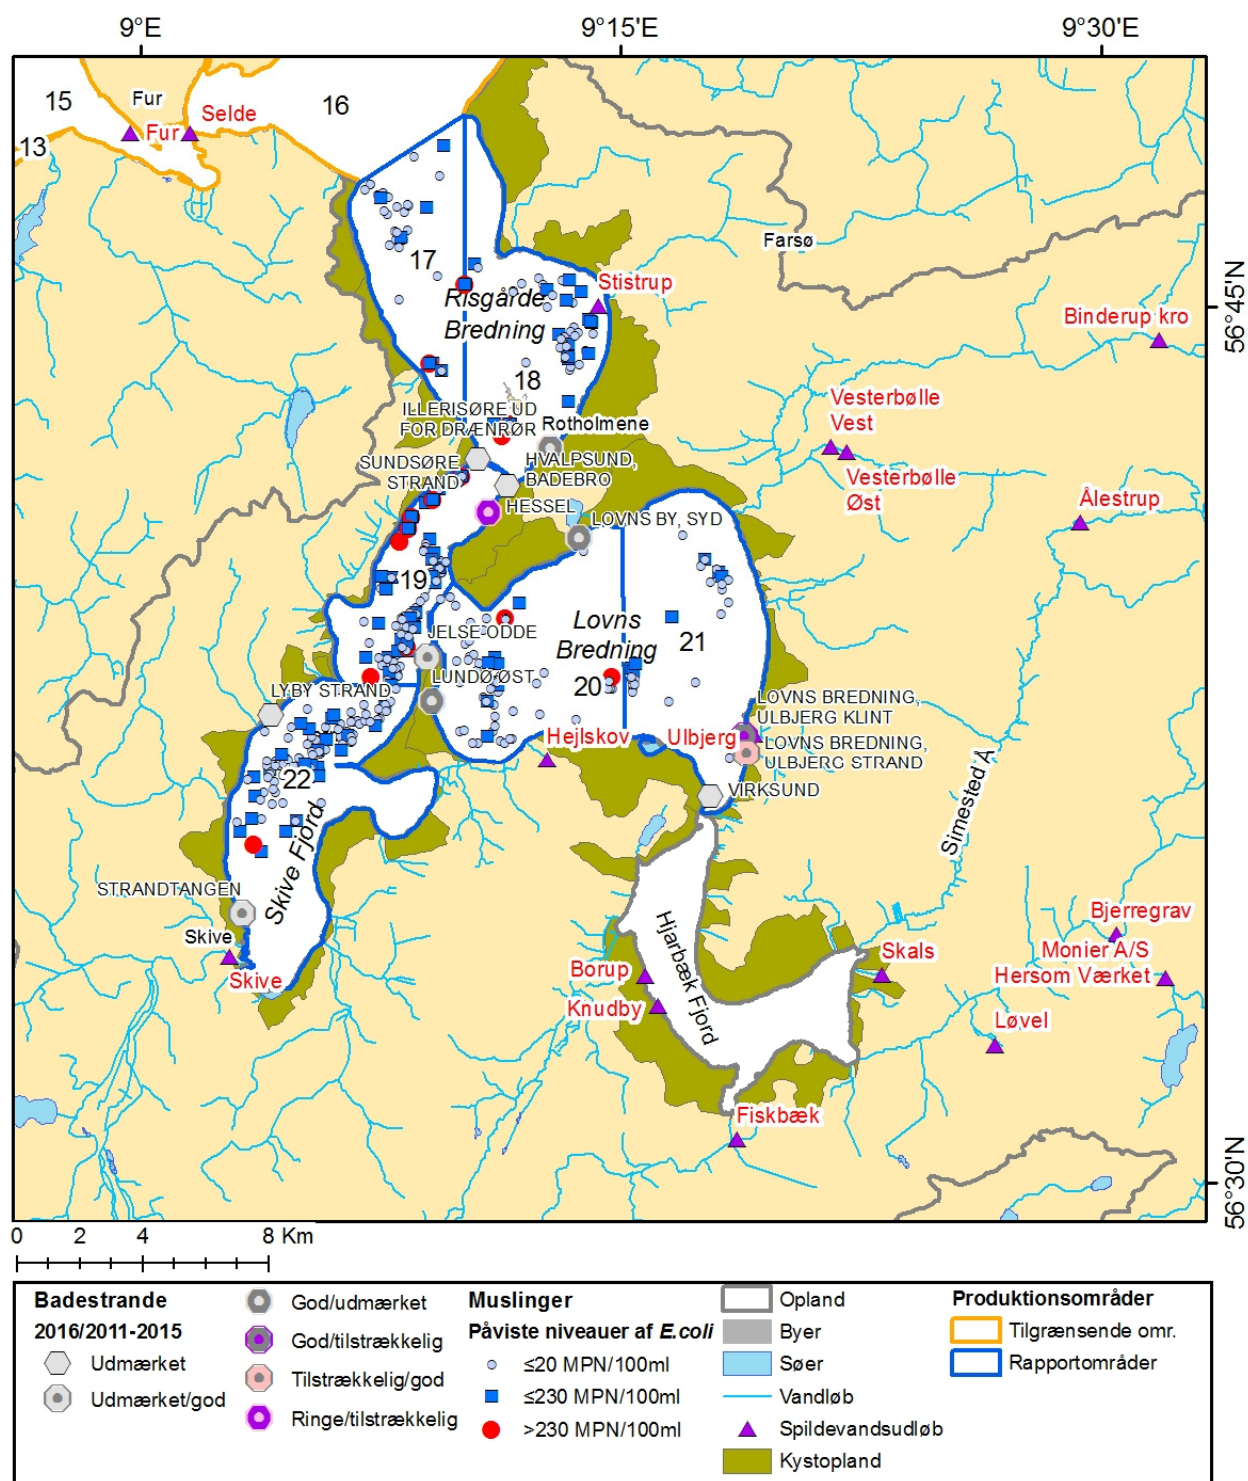 9°E
9°15'E
9°30'E
15
Fur
16
Selde
Fur
13
Farsø
56°45'N
17
Stistrup
Risgårde
Bredning
Binderup kro
18
Vesterbølle
Vest
ILLERISØRE UD
FOR DRÆNRØR
Rotholmene
SUNDSØRE
STRAND
HVALPSUND,
BADEBRO
Vesterbølle
Øst
Ålestrup
HESSEL
LOVNS BY, SYD
19
Lovns
Bredning
JELSE ODDE
21
LUNDØ ØST
20
LYBY STRAND
LOVNS BREDNING,
ULBJERG KLINT
Hejlskov
Ulbjerg
LOVNS BREDNING,
ULBJERG STRAND
22
VIRKSUND
Simested Å
Skive Fjord
STRANDTANGEN
Skive
Skive
Hjarbæk Fjord
Bjerregrav
Skals
Monier A/S
Hersom Værket
Borup
Knudby
Løvel
Fiskbæk
56°30'N
0 2 4 8 Km
Badestrande
2016/2011-2015
Udmærket
Udmærket/god
God/udmærket
God/tilstrækkelig
Tilstrækkelig/god
Ringe/tilstrækkelig
Muslinger
Påviste niveauer af E.coli
≤20 MPN/100ml
≤230 MPN/100ml
>230 MPN/100ml
Opland
Byer
Søer
Vandløb
Spildevandsudløb
Kystopland
Produktionsområder
Tilgrænsende omr.
Rapportområder